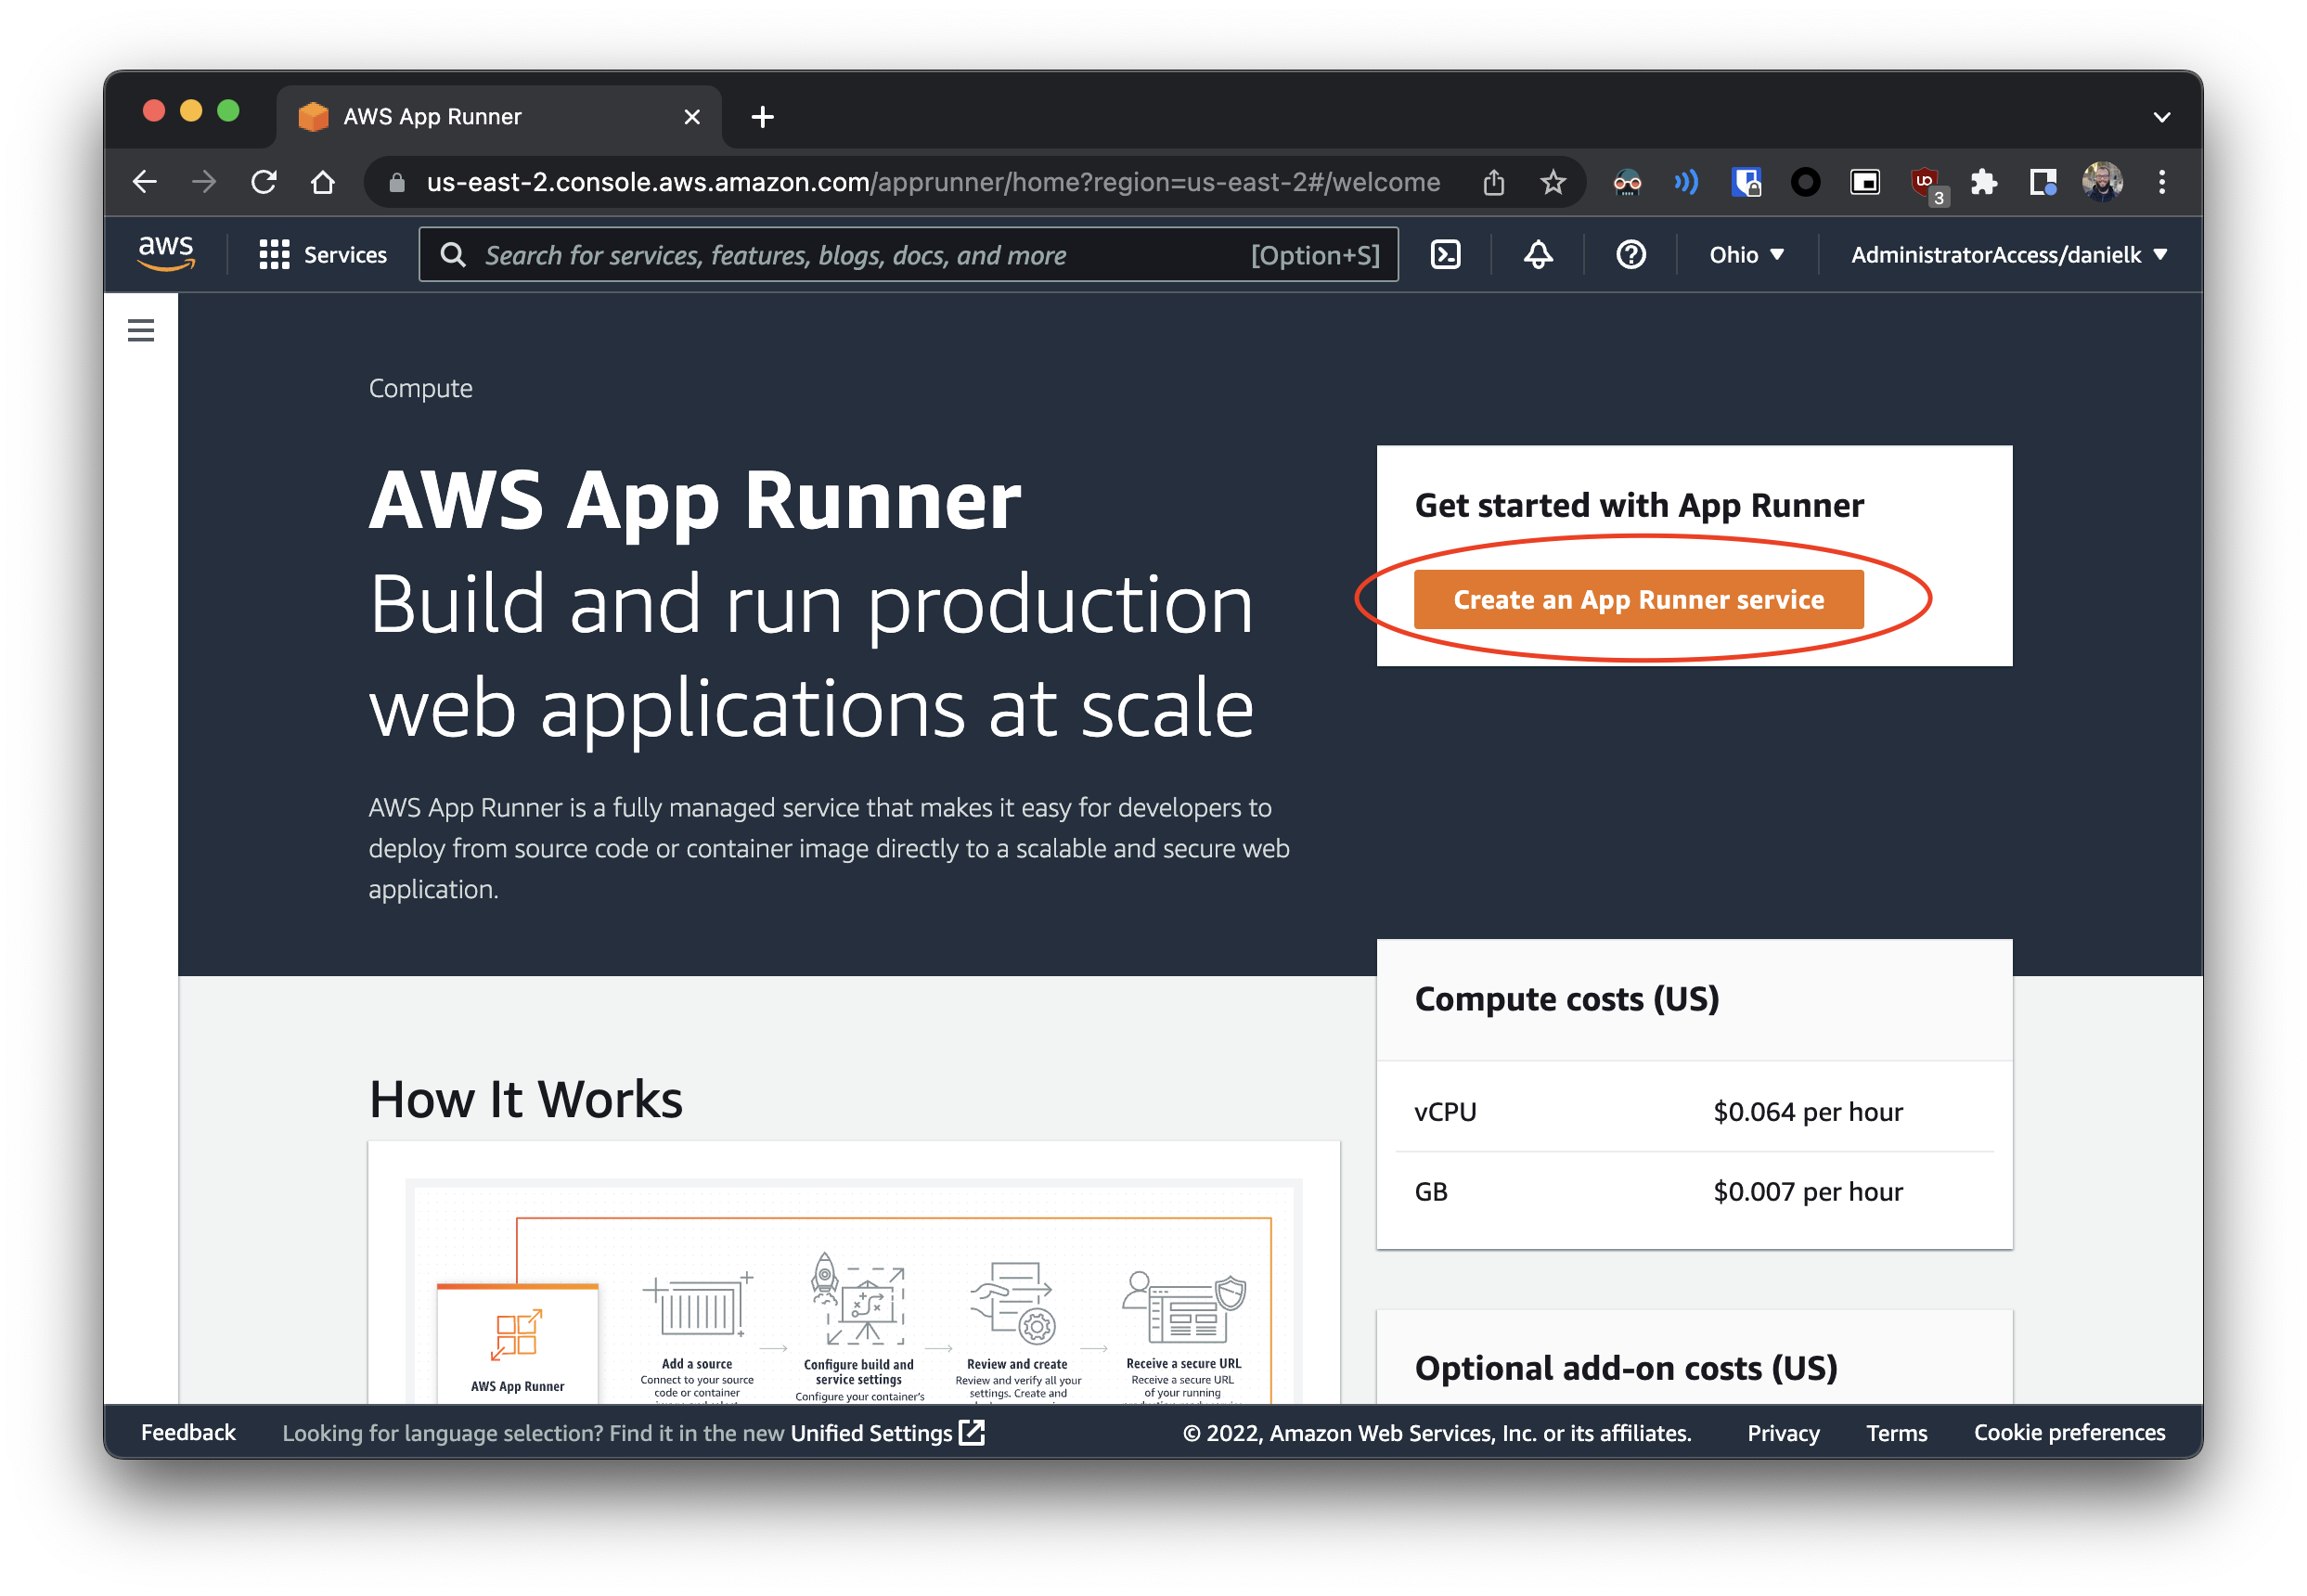 AWS App Runner
us-east-2.console.aws.amazon.com/apprunner/home?region=us-east-2#/welcome
3
aws
Services
Search for services, features, blogs, docs, and more [Option+S]
Ohio
AdministratorAccess/danielk
Compute
AWS App Runner
Build and run production
web applications at scale
AWS App Runner is a fully managed service that makes it easy for developers to
deploy from source code or container image directly to a scalable and secure web
application.
Get started with App Runner
Create an App Runner service
Compute costs (US)
vCPU $0.064 per hour
GB $0.007 per hour
Optional add-on costs (US)
How It Works
AWS App Runner
Add a source
Connect to your source
code or container
Configure build and
service settings
Configure your container's
Review and create
Review and verify all your
settings. Create and
Receive a secure URL
Receive a secure URL
of your running
Feedback
Looking for language selection? Find it in the new Unified Settings
© 2022, Amazon Web Services, Inc. or its affiliates.
Privacy
Terms
Cookie preferences